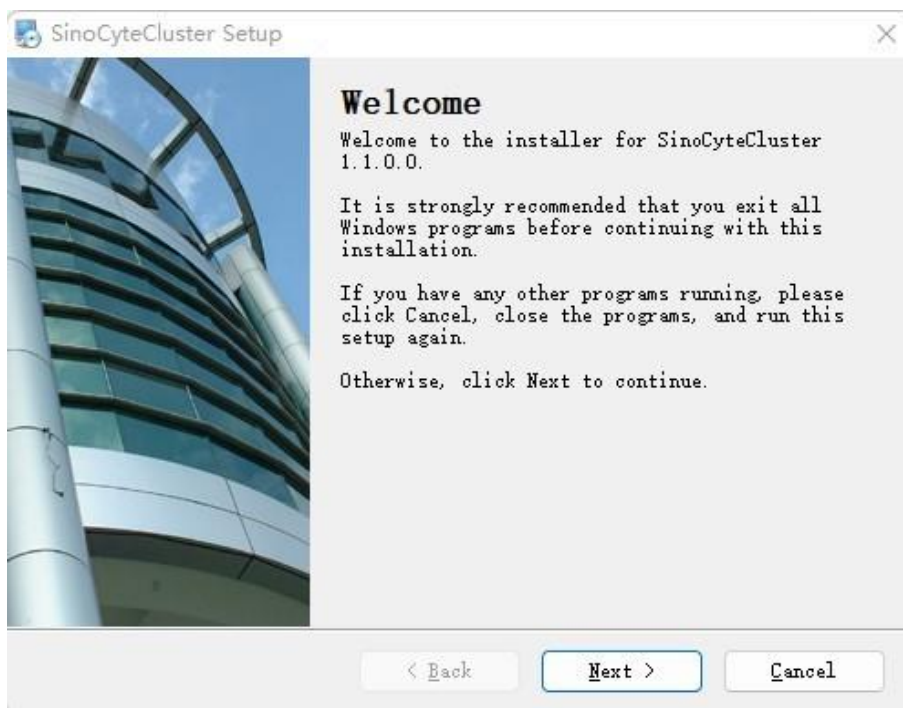 SinoCyteCluster Setup
Welcome
Welcome to the installer for SinoCyteCluster
1.1.0.0.
It is strongly recommended that you exit all
Windows programs before continuing with this
installation.
If you have any other programs running, please
click Cancel, close the programs, and run this
setup again.
Otherwise, click Next to continue.
< Back
Next >
Cancel